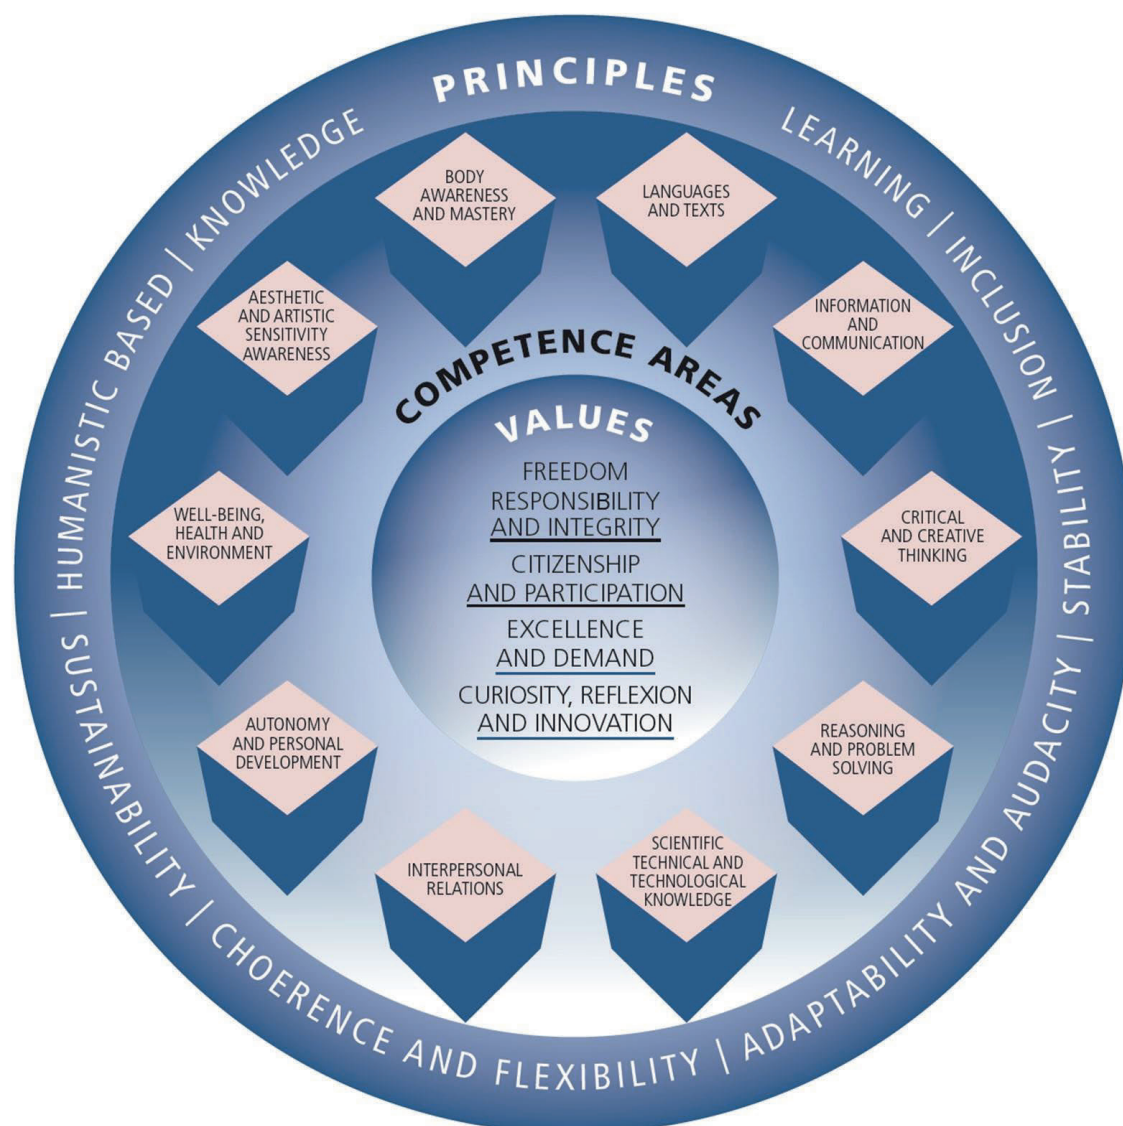 PRINCIPLES
LEARNING | INCLUSION | STABILITY | ADAPTABILITY AND AUDACITY | CHOERENCE AND FLEXIBILITY | SUSTAINABILITY | HUMANISTIC BASED | KNOWLEDGE
BODY
AWARENESS
AND MASTERY
LANGUAGES
AND TEXTS
AESTHETIC
AND ARTISTIC
SENSITIVITY
AWARENESS
INFORMATION
AND
COMMUNICATION
COMPETENCE AREAS
VALUES
FREEDOM
RESPONSIBILITY
AND INTEGRITY
CITIZENSHIP
AND PARTICIPATION
EXCELLENCE
AND DEMAND
CURIOSITY, REFLEXION
AND INNOVATION
WELL-BEING,
HEALTH AND
ENVIRONMENT
CRITICAL
AND CREATIVE
THINKING
AUTONOMY
AND PERSONAL
DEVELOPMENT
REASONING
AND PROBLEM
SOLVING
INTERPERSONAL
RELATIONS
SCIENTIFIC
TECHNICAL AND
TECHNOLOGICAL
KNOWLEDGE